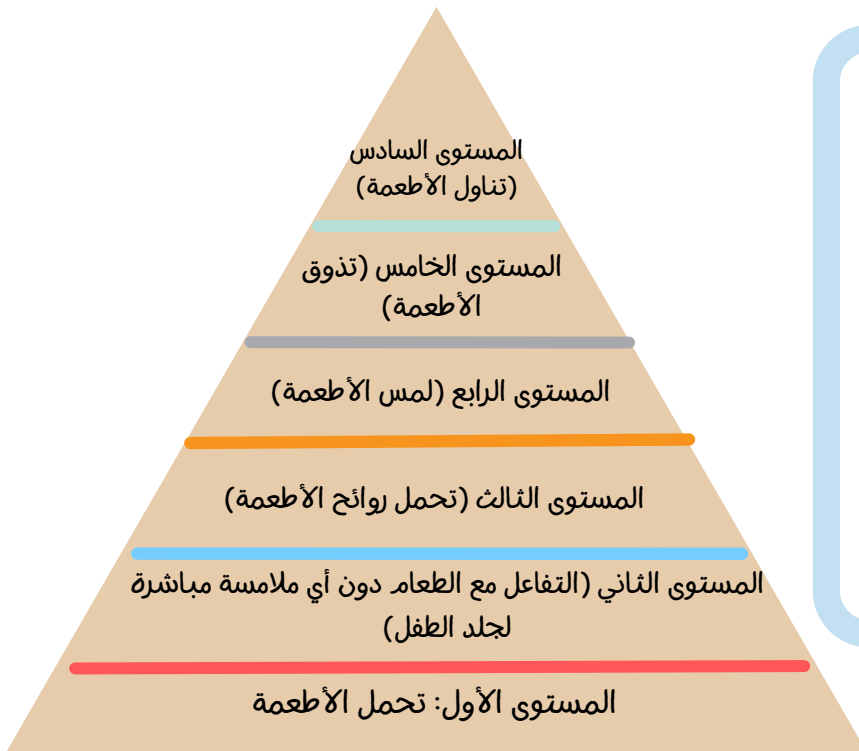 المستوى السادس
(تناول الأطعمة)
المستوى الخامس (تذوق
الأطعمة)
المستوى الرابع (لمس الأطعمة)
المستوى الثالث (تحمل روائح الأطعمة)
المستوى الثاني (التفاعل مع الطعام دون أي ملامسة مباشرة
لجلد الطفل)
المستوى الأول: تحمل الأطعمة